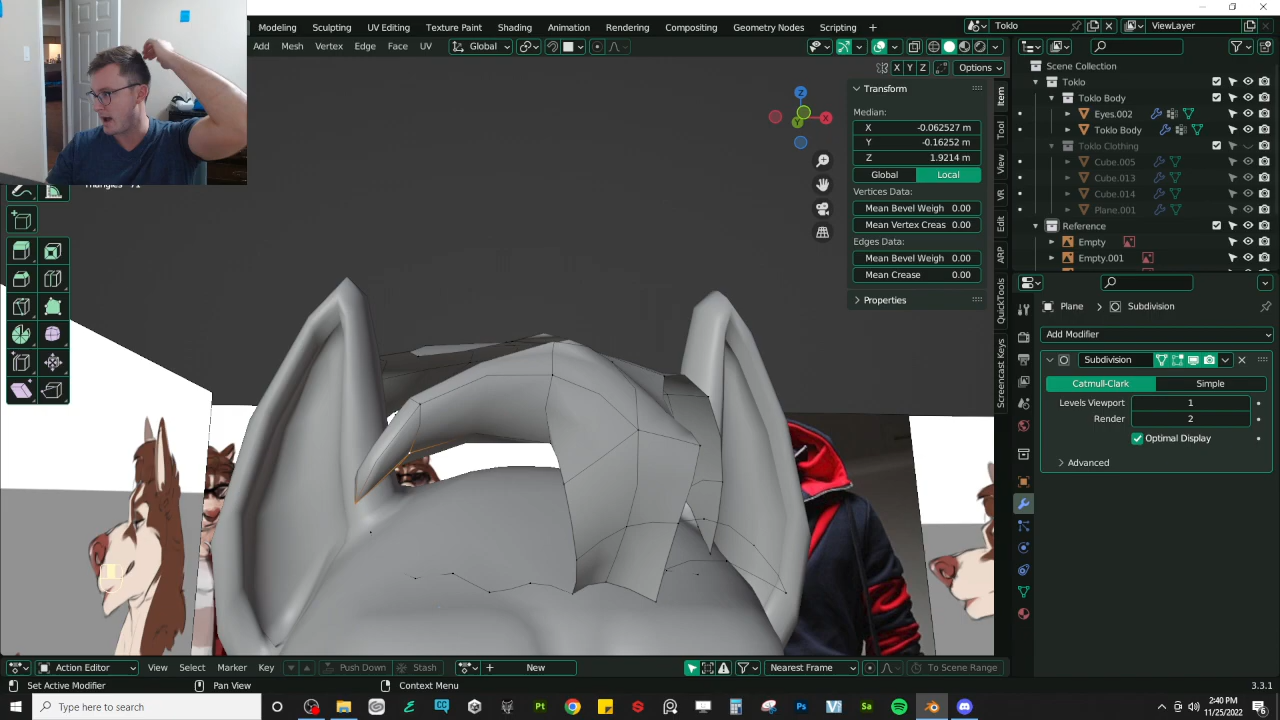 Modeling Sculpting UV Editing Texture Paint Shading Animation Rendering Compositing Geometry Nodes Scripting + Toklo ViewLayer
Add Mesh Vertex Edge Face UV Global
X Y Z Options
Scene Collection
Toklo
Toklo Body
Eyes.002
Toklo Body
Toklo Clothing
Cube.005
Cube.013
Cube.014
Plane.001
Reference
Empty
Empty.001
Transform
Median:
X -0.062527 m
Y -0.16252 m
Z 1.9214 m
Global Local
Vertices Data:
Mean Bevel Weigh 0.00
Mean Vertex Creas 0.00
Edges Data:
Mean Bevel Weigh 0.00
Mean Crease 0.00
Properties
Item
Tool
View
VR
Edit
ARP
QuickTools
Screencast Keys
Z
X
Y
Plane > Subdivision
Add Modifier
Subdivision
Catmull-Clark Simple
Levels Viewport 1
Render 2
Optimal Display
Advanced
Action Editor View Select Marker Key Push Down Stash + New Nearest Frame To Scene Range
Set Active Modifier Pan View Context Menu 3.3.1
Type here to search
2:40 PM
11/25/2022